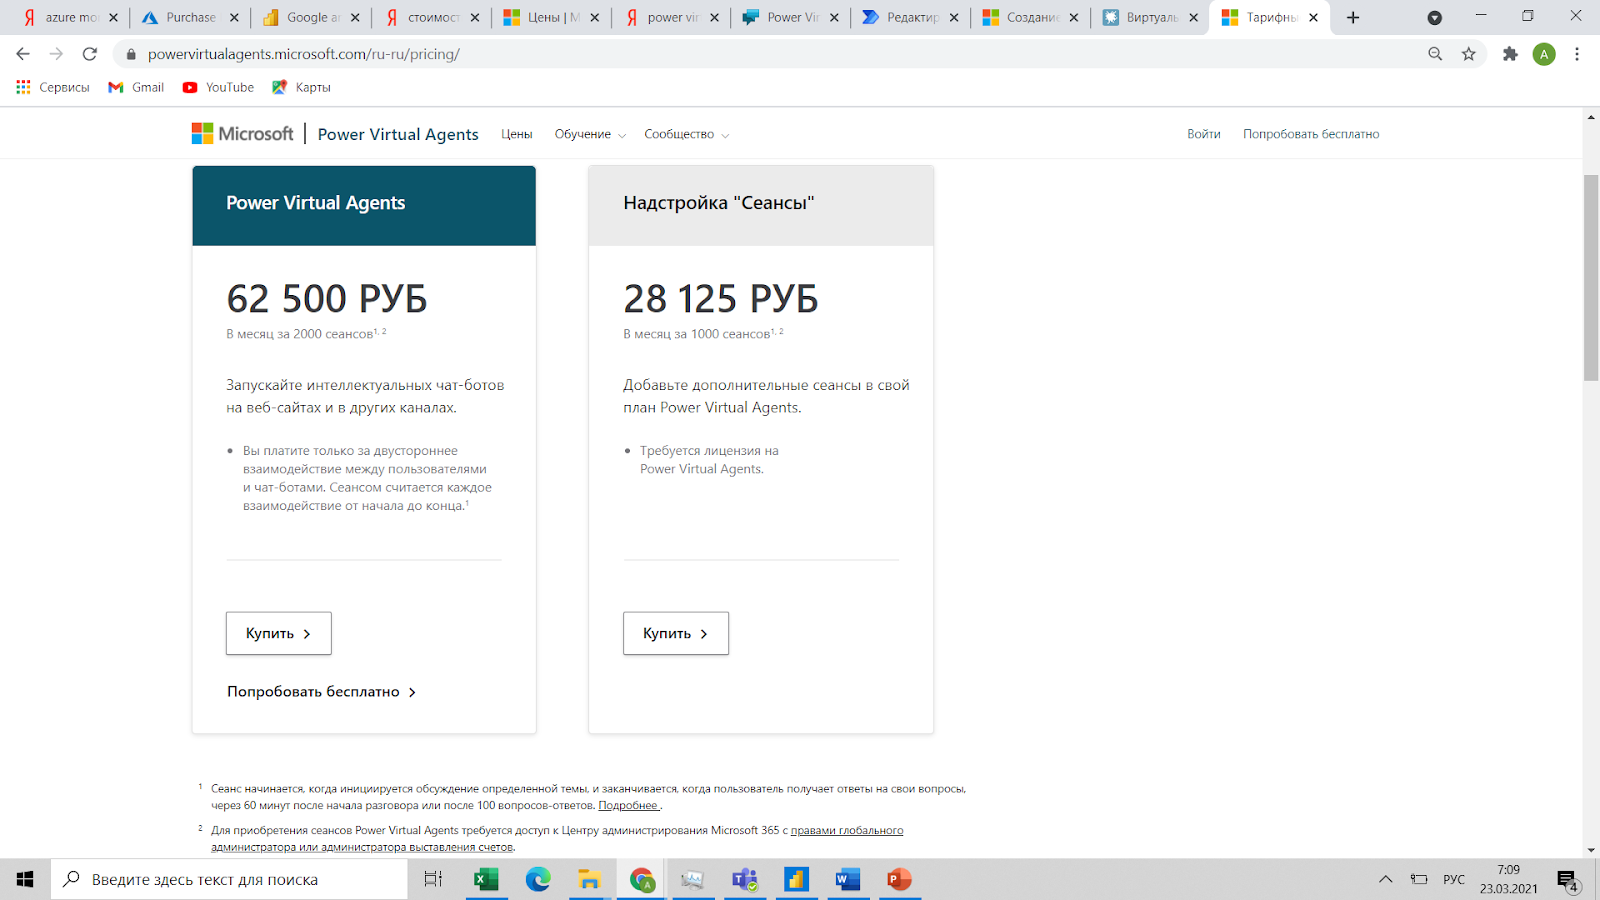 azure mo
Purchase
Google a
стоимост
Цены | M
power vir
Power Vir
Редактир
Создание
Виртуаль
Тарифны
powervirtualagents.microsoft.com/ru-ru/pricing/
A
Сервисы
Gmail
YouTube
Карты
Microsoft
Power Virtual Agents
Цены
Обучение
Сообщество
Войти
Попробовать бесплатно
Power Virtual Agents
62 500 РУБ
В месяц за 2000 сеансов1, 2
Запускайте интеллектуальных чат-ботов
на веб-сайтах и в других каналах.
• Вы платите только за двустороннее
взаимодействие между пользователями
и чат-ботами. Сеансом считается каждое
взаимодействие от начала до конца.1
Купить
Попробовать бесплатно
Надстройка "Сеансы"
28 125 РУБ
В месяц за 1000 сеансов1, 2
Добавьте дополнительные сеансы в свой
план Power Virtual Agents.
• Требуется лицензия на
Power Virtual Agents.
Купить
1 Сеанс начинается, когда инициируется обсуждение определенной темы, и заканчивается, когда пользователь получает ответы на свои вопросы,
через 60 минут после начала разговора или после 100 вопросов-ответов. Подробнее .
2 Для приобретения сеансов Power Virtual Agents требуется доступ к Центру администрирования Microsoft 365 с правами глобального
администратора или администратора выставления счетов.
Введите здесь текст для поиска
РУС
7:09
23.03.2021
4